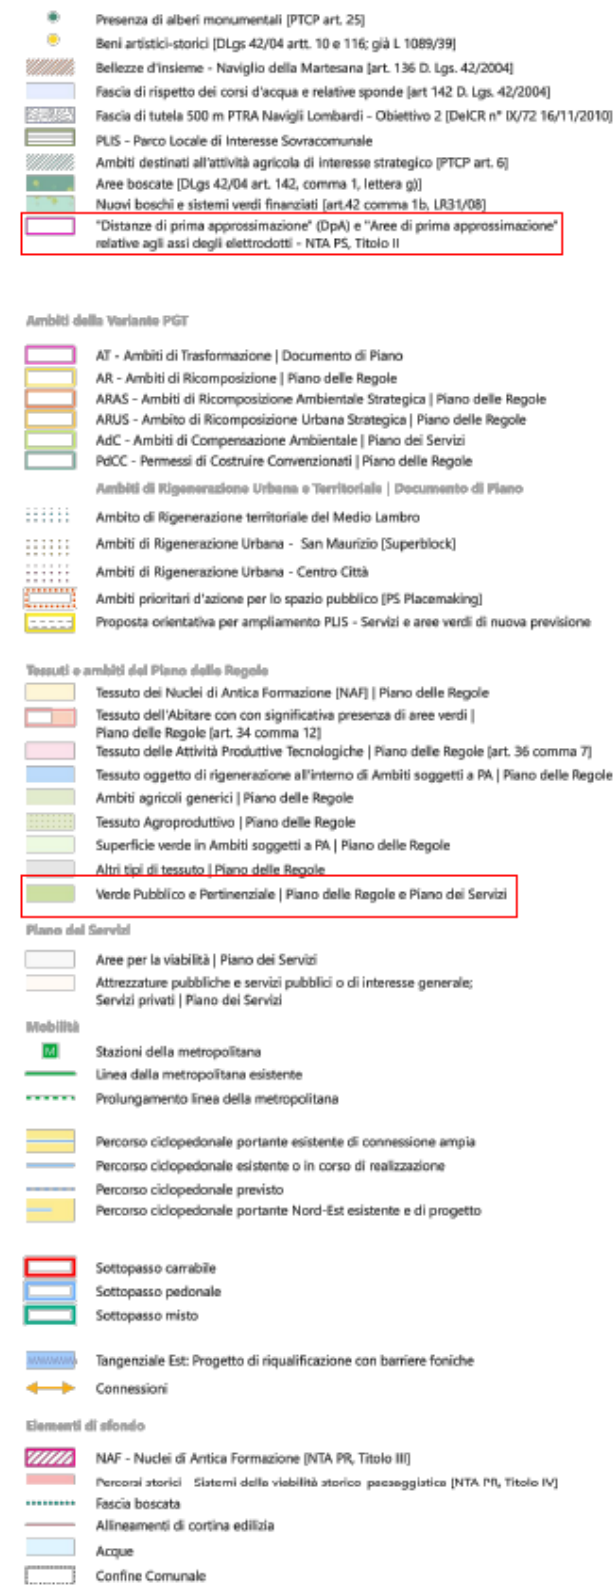 Presenza di alberi monumentali [PTCP art. 25]
Beni artistici-storici [DLgs 42/04 artt. 10 e 116; già L 1089/39]
Bellezze d'insieme - Naviglio della Martesana [art. 136 D. Lgs. 42/2004]
Fascia di rispetto dei corsi d'acqua e relative sponde [art 142 D. Lgs. 42/2004]
Fascia di tutela 500 m PTRA Navigli Lombardi - Obiettivo 2 [DelCR n° IX/72 16/11/2010]
PLIS - Parco Locale di Interesse Sovracomunale
Ambiti destinati all'attività agricola di interesse strategico [PTCP art. 6]
Aree boscate [DLgs 42/04 art. 142, comma 1, lettera g)]
Nuovi boschi e sistemi verdi finanziati [art.42 comma 1b, LR31/08]
"Distanze di prima approssimazione" (DpA) e "Aree di prima approssimazione"
relative agli assi degli elettrodotti - NTA PS, Titolo II
Ambiti della Variante PGT
AT - Ambiti di Trasformazione | Documento di Piano
AR - Ambiti di Ricomposizione | Piano delle Regole
ARAS - Ambiti di Ricomposizione Ambientale Strategica | Piano delle Regole
ARUS - Ambito di Ricomposizione Urbana Strategica | Piano delle Regole
AdC - Ambiti di Compensazione Ambientale | Piano dei Servizi
PdCC - Permessi di Costruire Convenzionati | Piano delle Regole
Ambiti di Rigenerazione Urbana e Territoriale | Documento di Piano
Ambito di Rigenerazione territoriale del Medio Lambro
Ambiti di Rigenerazione Urbana - San Maurizio [Superblock]
Ambiti di Rigenerazione Urbana - Centro Città
Ambiti prioritari d'azione per lo spazio pubblico [PS Placemaking]
Proposta orientativa per ampliamento PLIS - Servizi e aree verdi di nuova previsione
Tessuti e ambiti del Piano delle Regole
Tessuto dei Nuclei di Antica Formazione [NAF] | Piano delle Regole
Tessuto dell'Abitare con con significativa presenza di aree verdi |
Piano delle Regole [art. 34 comma 12]
Tessuto delle Attività Produttive Tecnologiche | Piano delle Regole [art. 36 comma 7]
Tessuto oggetto di rigenerazione all'interno di Ambiti soggetti a PA | Piano delle Regole
Ambiti agricoli generici | Piano delle Regole
Tessuto Agroproduttivo | Piano delle Regole
Superficie verde in Ambiti soggetti a PA | Piano delle Regole
Altri tipi di tessuto | Piano delle Regole
Verde Pubblico e Pertinenziale | Piano delle Regole e Piano dei Servizi
Piano dei Servizi
Aree per la viabilità | Piano dei Servizi
Attrezzature pubbliche e servizi pubblici o di interesse generale;
Servizi privati | Piano dei Servizi
Mobilità
M Stazioni della metropolitana
Linea dalla metropolitana esistente
Prolungamento linea della metropolitana
Percorso ciclopedonale portante esistente di connessione ampia
Percorso ciclopedonale esistente o in corso di realizzazione
Percorso ciclopedonale previsto
Percorso ciclopedonale portante Nord-Est esistente e di progetto
Sottopasso carrabile
Sottopasso pedonale
Sottopasso misto
Tangenziale Est: Progetto di riqualificazione con barriere foniche
Connessioni
Elementi di sfondo
NAF - Nuclei di Antica Formazione [NTA PR, Titolo III]
Percorsi storici - Sistemi della viabilità storico-paesaggistica [NTA PR, Titolo IV]
Fascia boscata
Allineamenti di cortina edilizia
Acque
Confine Comunale